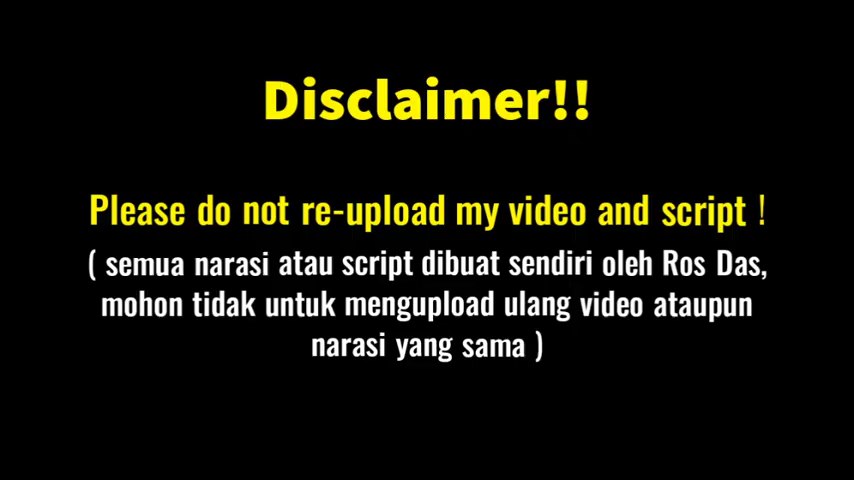 Disclaimer!!
Please do not re-upload my video and script !
( semua narasi atau script dibuat sendiri oleh Ros Das,
mohon tidak untuk mengupload ulang video ataupun
narasi yang sama )